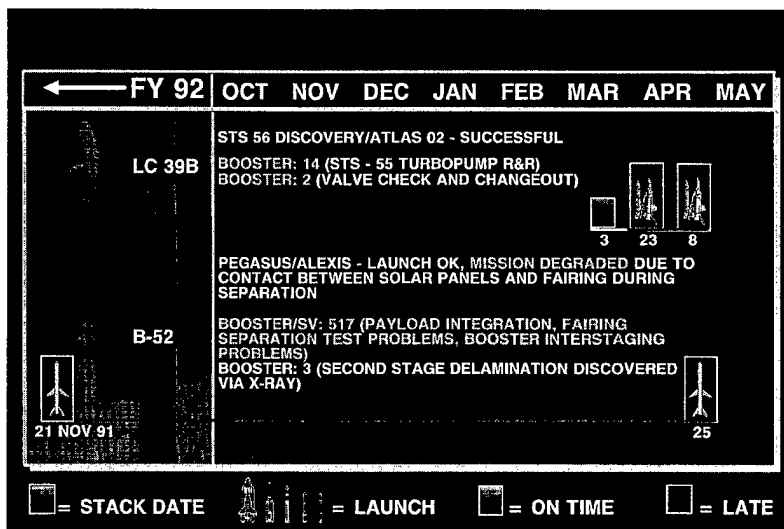 FY 92 OCT NOV DEC JAN FEB MAR APR MAY
STS 56 DISCOVERY/ATLAS 02 - SUCCESSFUL
LC 39B
BOOSTER: 14 (STS - 55 TURBOPUMP R&R)
BOOSTER: 2 (VALVE CHECK AND CHANGEOUT)
3 23 8
PEGASUS/ALEXIS - LAUNCH OK, MISSION DEGRADED DUE TO
CONTACT BETWEEN SOLAR PANELS AND FAIRING DURING
SEPARATION
B-52
BOOSTER/SV: 517 (PAYLOAD INTEGRATION, FAIRING
SEPARATION TEST PROBLEMS, BOOSTER INTERSTAGING
PROBLEMS)
BOOSTER: 3 (SECOND STAGE DELAMINATION DISCOVERED
VIA X-RAY)
21 NOV 91
25
= STACK DATE = LAUNCH = ON TIME = LATE